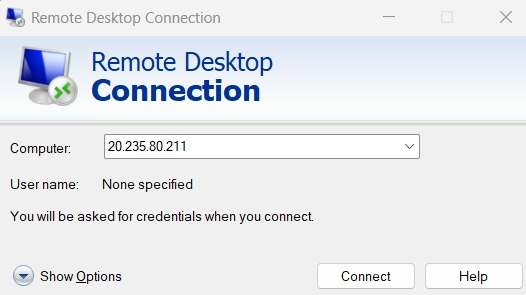 Remote Desktop Connection
Remote Desktop
Connection
Computer: 20.235.80.211
User name: None specified
You will be asked for credentials when you connect.
Show Options Connect Help